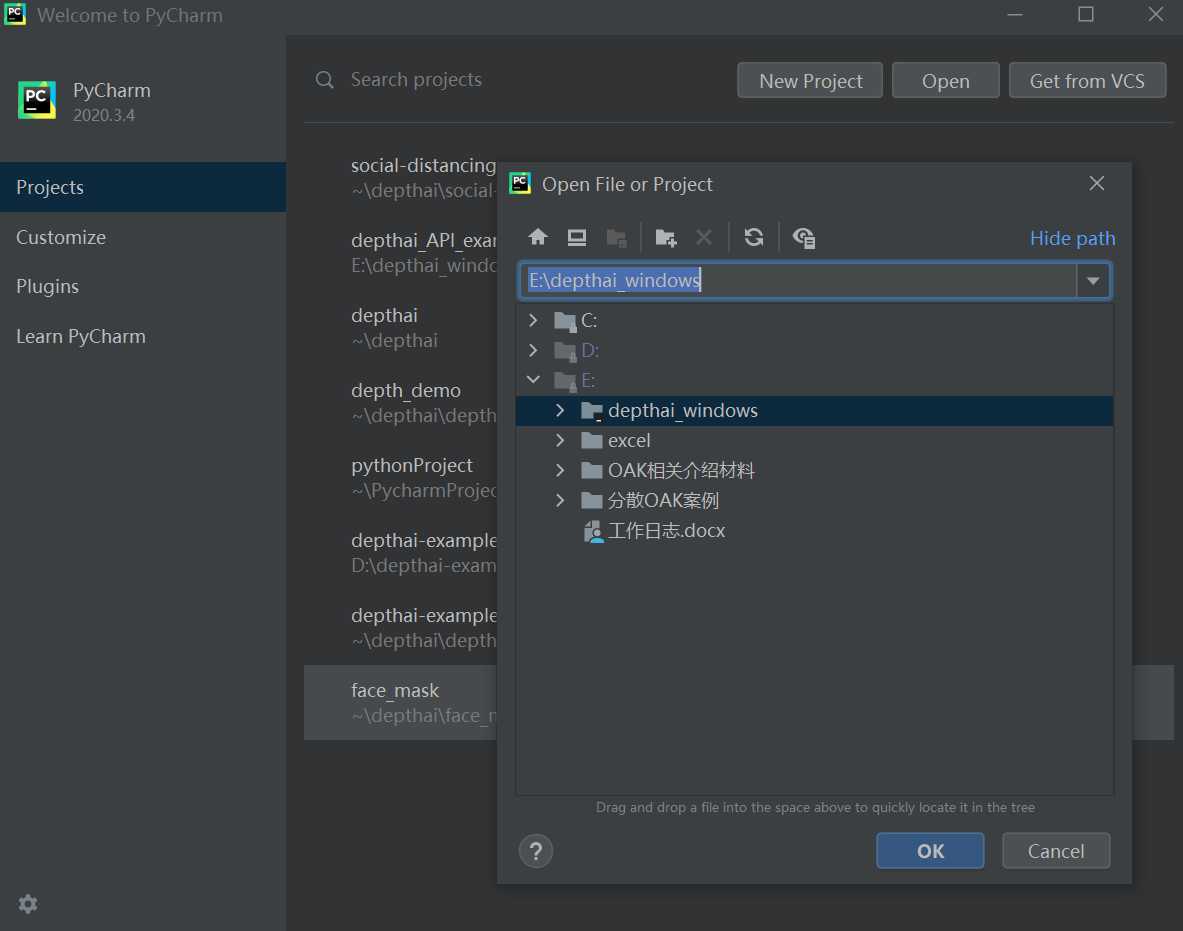 Welcome to PyCharm
PyCharm
2020.3.4
Projects
Customize
Plugins
Learn PyCharm
Search projects
New Project
Open
Get from VCS
social-distancing
~\depthai\social-
depthai_API_exar
E:\depthai_windo
depthai
~\depthai
depth_demo
~\depthai\depth
pythonProject
~\PycharmProjec
depthai-example
D:\depthai-exam
depthai-example
~\depthai\depth
face_mask
~\depthai\face_m
Open File or Project
Hide path
E:\depthai_windows
C:
D:
E:
depthai_windows
excel
OAK相关介绍材料
分散OAK案例
工作日志.docx
Drag and drop a file into the space above to quickly locate it in the tree
?
OK
Cancel